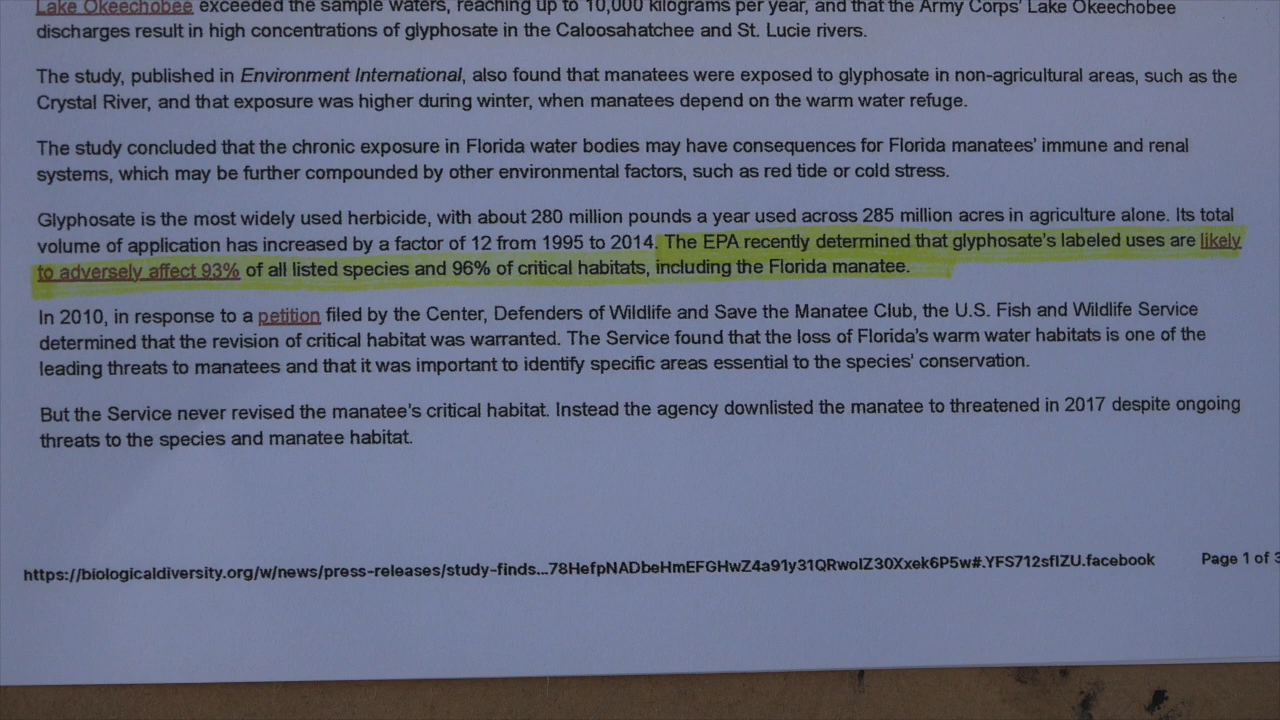 Lake Okeechobee exceeded the sample waters, reaching up to 10,000 kilograms per year, and that the Army Corps' Lake Okeechobee
discharges result in high concentrations of glyphosate in the Caloosahatchee and St. Lucie rivers.
The study, published in Environment International, also found that manatees were exposed to glyphosate in non-agricultural areas, such as the
Crystal River, and that exposure was higher during winter, when manatees depend on the warm water refuge.
The study concluded that the chronic exposure in Florida water bodies may have consequences for Florida manatees' immune and renal
systems, which may be further compounded by other environmental factors, such as red tide or cold stress.
Glyphosate is the most widely used herbicide, with about 280 million pounds a year used across 285 million acres in agriculture alone. Its total
volume of application has increased by a factor of 12 from 1995 to 2014. The EPA recently determined that glyphosate's labeled uses are likely
to adversely affect 93% of all listed species and 96% of critical habitats, including the Florida manatee.
In 2010, in response to a petition filed by the Center, Defenders of Wildlife and Save the Manatee Club, the U.S. Fish and Wildlife Service
determined that the revision of critical habitat was warranted. The Service found that the loss of Florida's warm water habitats is one of the
leading threats to manatees and that it was important to identify specific areas essential to the species' conservation.
But the Service never revised the manatee's critical habitat. Instead the agency downlisted the manatee to threatened in 2017 despite ongoing
threats to the species and manatee habitat.
https://biologicaldiversity.org/w/news/press-releases/study-finds...78HefpNADbeHmEFGHwZ4a91y31QRwolZ30Xxek6P5w#.YFS712sfIZU.facebook Page 1 of 3